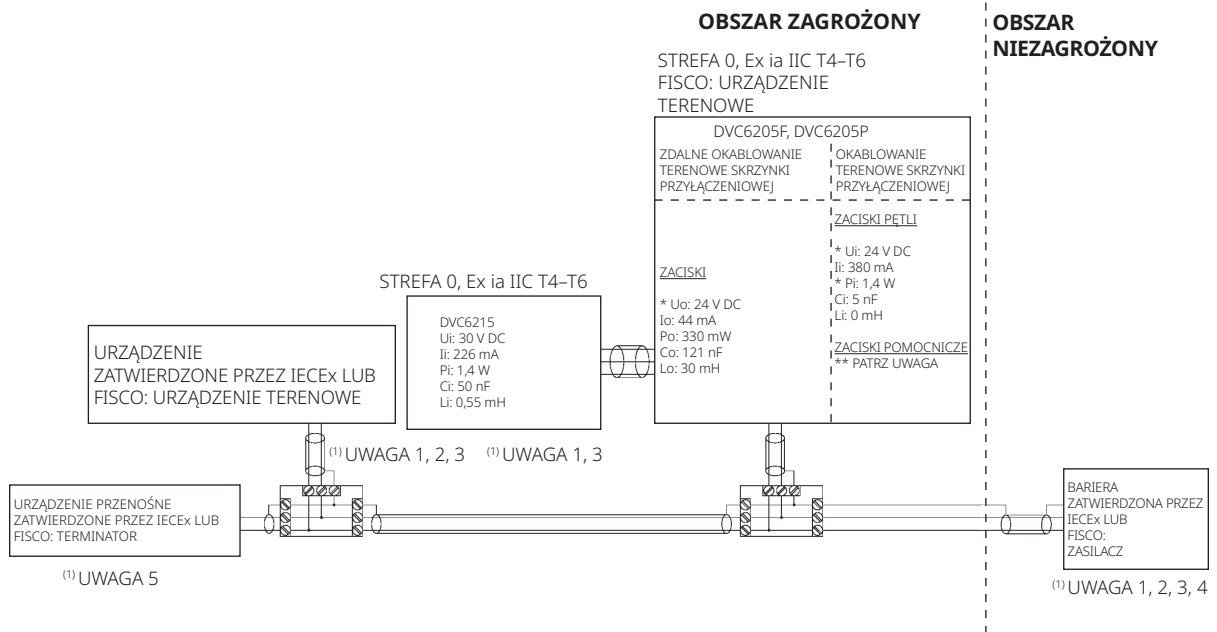 OBSZAR ZAGROŻONY
OBSZAR
NIEZAGROŻONY
STREFA 0, Ex ia IIC T4–T6
FISCO: URZĄDZENIE
TERENOWE
DVC6205F, DVC6205P
ZDALNE OKABLOWANIE
TERENOWE SKRZYNKI
PRZYŁĄCZENIOWEJ
OKABLOWANIE
TERENOWE SKRZYNKI
PRZYŁĄCZENIOWEJ
ZACISKI
* Uo: 24 V DC
Io: 44 mA
Po: 330 mW
Co: 121 nF
Lo: 30 mH
ZACISKI PĘTLI
* Ui: 24 V DC
Ii: 380 mA
* Pi: 1,4 W
Ci: 5 nF
Li: 0 mH
ZACISKI POMOCNICZE
** PATRZ UWAGA
STREFA 0, Ex ia IIC T4–T6
DVC6215
Ui: 30 V DC
Ii: 226 mA
Pi: 1,4 W
Ci: 50 nF
Li: 0,55 mH
URZĄDZENIE
ZATWIERDZONE PRZEZ IECEx LUB
FISCO: URZĄDZENIE TERENOWE
(1) UWAGA 1, 2, 3
(1) UWAGA 1, 3
URZĄDZENIE PRZENOŚNE
ZATWIERDZONE PRZEZ IECEx LUB
FISCO: TERMINATOR
(1) UWAGA 5
BARIERA
ZATWIERDZONA PRZEZ
IECEx LUB
FISCO:
ZASILACZ
(1) UWAGA 1, 2, 3, 4